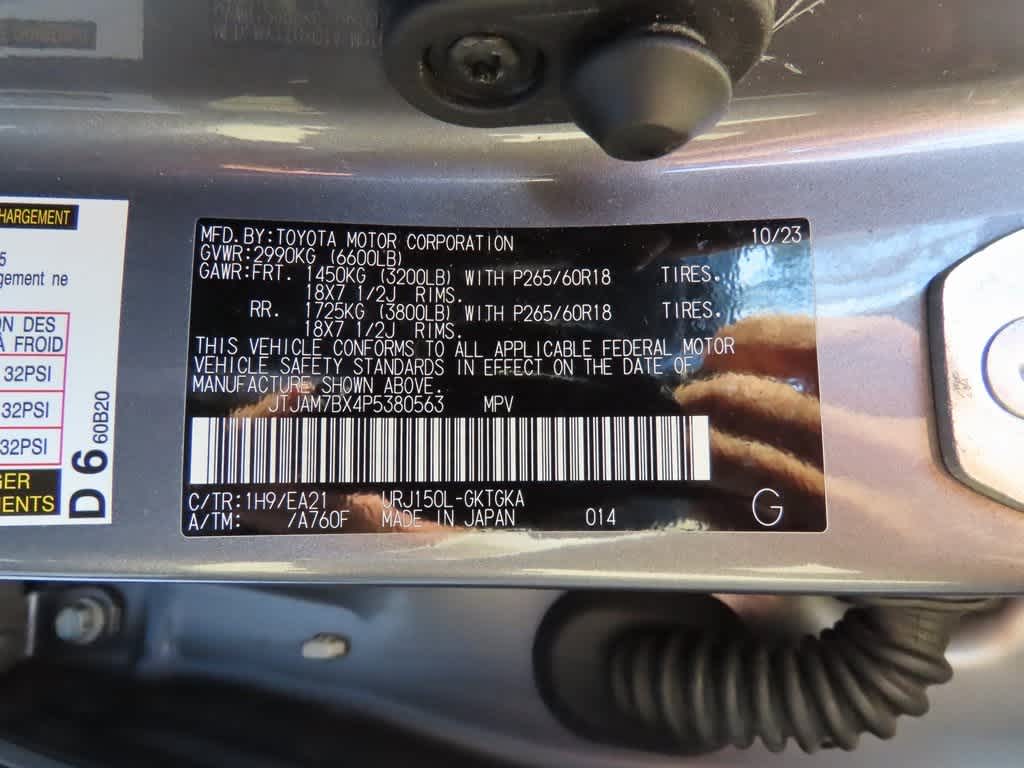 HARGEMENT
5
gement ne
ON DES
À FROID
32PSI
32PSI
32PSI
GER
MENTS
D 6 60B20
MFD.BY:TOYOTA MOTOR CORPORATION 10/23
GVWR:2990KG (6600LB)
GAWR:FRT. 1450KG (3200LB) WITH P265/60R18 TIRES.
18X7 1/2J RIMS.
RR. 1725KG (3800LB) WITH P265/60R18 TIRES.
18X7 1/2J RIMS.
THIS VEHICLE CONFORMS TO ALL APPLICABLE FEDERAL MOTOR
VEHICLE SAFETY STANDARDS IN EFFECT ON THE DATE OF
MANUFACTURE SHOWN ABOVE.
JTJAM7BX4P5380563 MPV
C/TR:1H9/EA21 URJ150L-GKTGKA
A/TM: /A760F MADE IN JAPAN 014 G